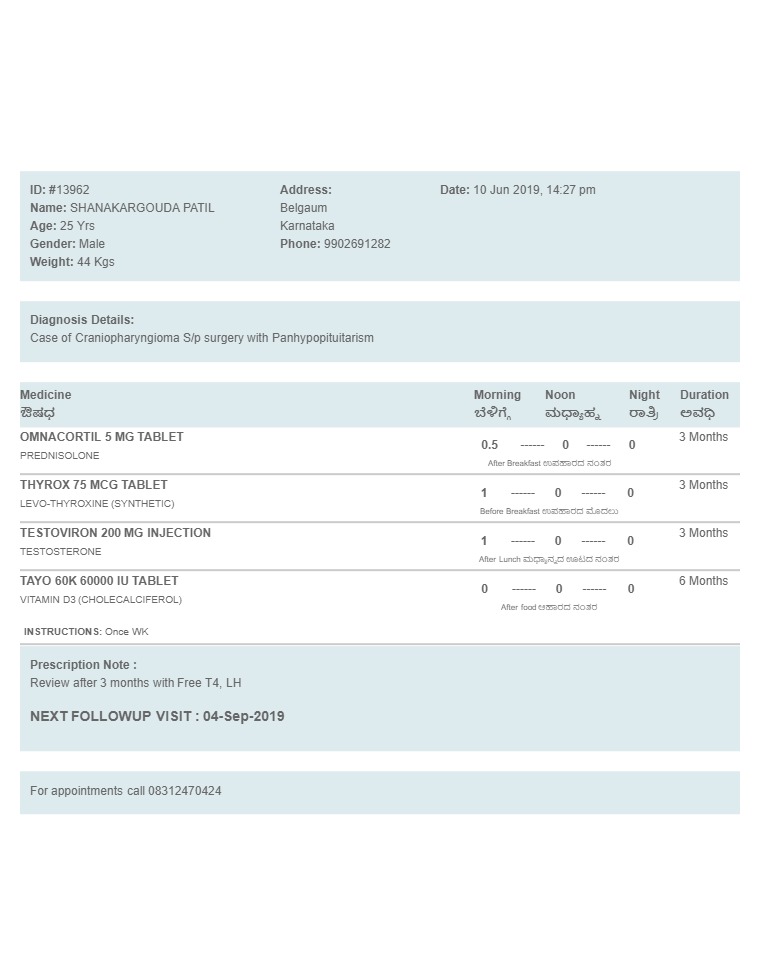 ID: #13962 Address: Date: 10 Jun 2019, 14:27 pm
Name: SHANAKARGOUDA PATIL Belgaum
Age: 25 Yrs Karnataka
Gender: Male Phone: 9902691282
Weight: 44 Kgs
Diagnosis Details:
Case of Craniopharyngioma S/p surgery with Panhypopituitarism
Medicine Morning Noon Night Duration
ಔಷಧ ಬೆಳಿಗ್ಗೆ ಮಧ್ಯಾಹ್ನ ರಾತ್ರಿ ಅವಧಿ
OMNACORTIL 5 MG TABLET 3 Months
0.5 ------ 0 ------ 0
PREDNISOLONE
After Breakfast ಉಪಹಾರದ ನಂತರ
THYROX 75 MCG TABLET 3 Months
1 ------ 0 ------ 0
LEVO-THYROXINE (SYNTHETIC)
Before Breakfast ಉಪಹಾರದ ಮೊದಲು
TESTOVIRON 200 MG INJECTION 3 Months
1 ------ 0 ------ 0
TESTOSTERONE
After Lunch ಮಧ್ಯಾನ್ಹದ ಊಟದ ನಂತರ
TAYO 60K 60000 IU TABLET 6 Months
0 ------ 0 ------ 0
VITAMIN D3 (CHOLECALCIFEROL)
After food ಆಹಾರದ ನಂತರ
INSTRUCTIONS: Once WK
Prescription Note :
Review after 3 months with Free T4, LH
NEXT FOLLOWUP VISIT : 04-Sep-2019
For appointments call 08312470424